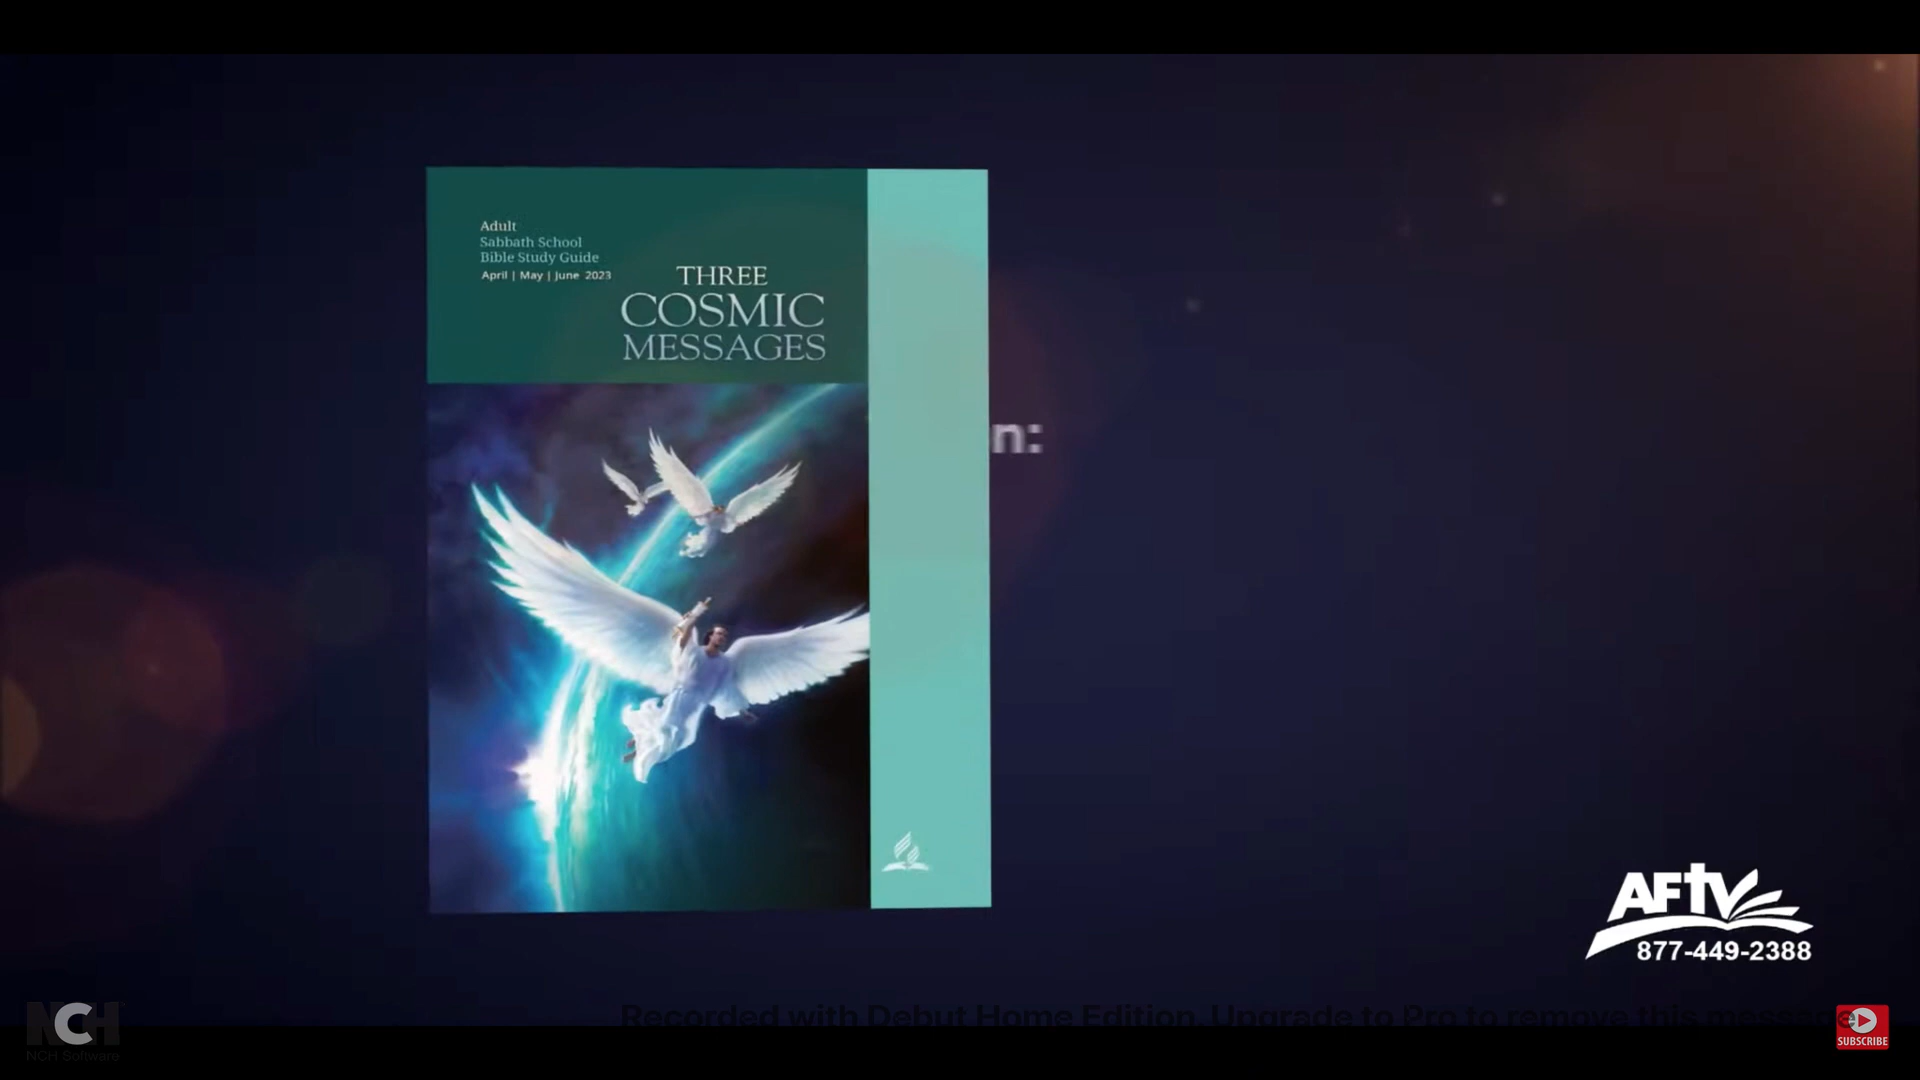 Adult
Sabbath School
Bible Study Guide
April | May | June 2023
THREE
COSMIC
MESSAGES
n:
AFTV
877-449-2388
NCH
NCH Software
Recorded with Debut Home Edition. Upgrade to Pro to remove this message
SUBSCRIBE